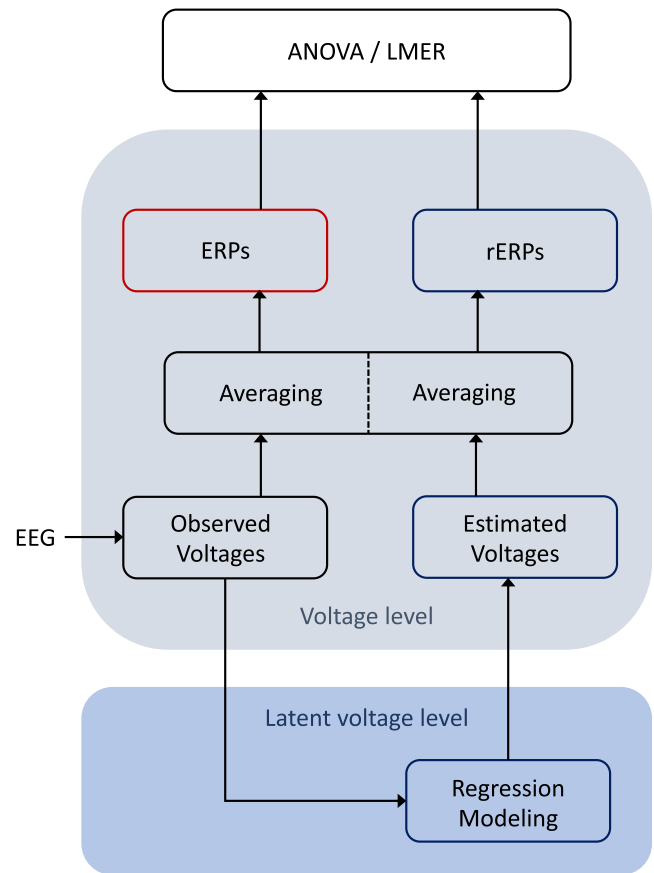 ANOVA / LMER
ERPs
rERPs
Averaging
Averaging
EEG
Observed
Voltages
Estimated
Voltages
Voltage level
Latent voltage level
Regression
Modeling